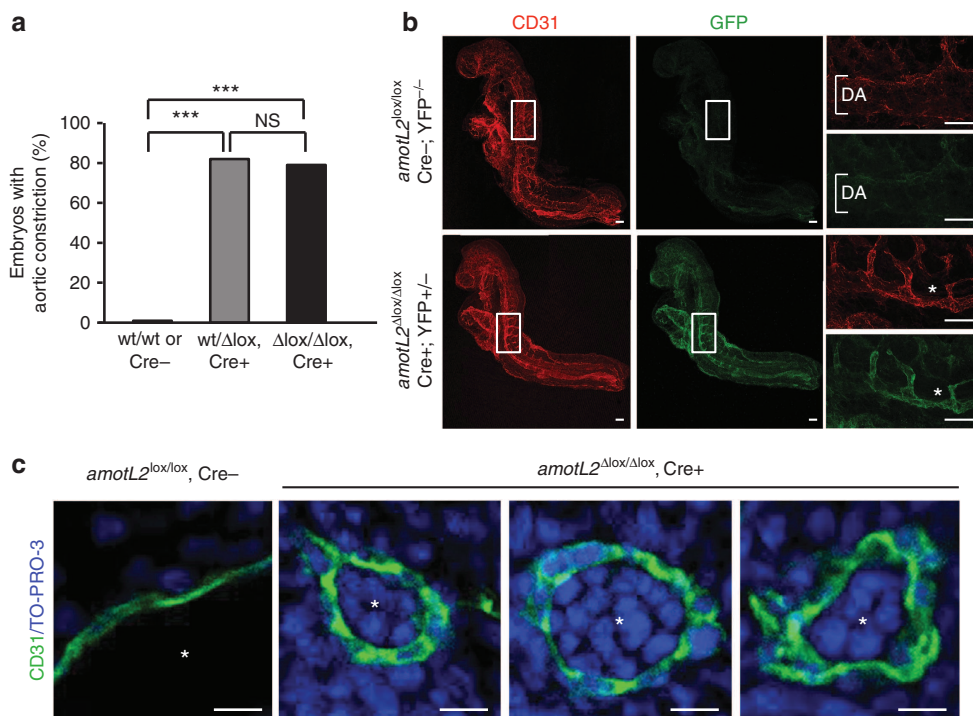 a
***
***
NS
100
80
60
40
20
0
Embryos with
aortic constriction (%)
wt/wt or
Cre–
wt/Δlox,
Cre+
Δlox/Δlox,
Cre+
b
CD31
GFP
amotL2lox/lox
Cre–; YFP–/–
DA
DA
amotL2Δlox/Δlox
Cre+; YFP+/–
*
*
c
amotL2lox/lox, Cre–
amotL2Δlox/Δlox, Cre+
CD31/TO-PRO-3
*
*
*
*